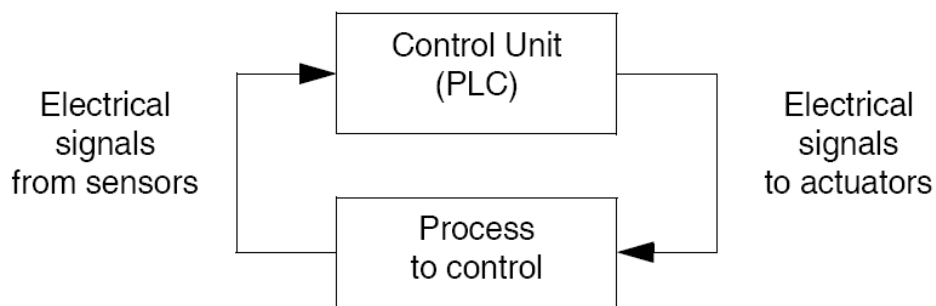 Control Unit
(PLC)
Electrical
signals
from sensors
Electrical
signals
to actuators
Process
to control